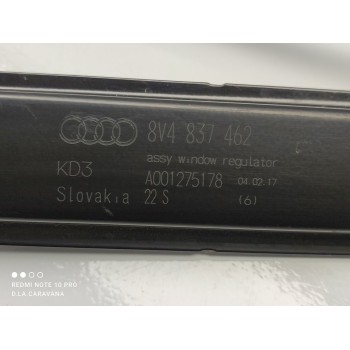 8V4 837 462
assy window regulator
KD3 A001275178 04.02.17
Slovakia 22 S (6)
REDMI NOTE 10 PRO
D LA CARAVANA